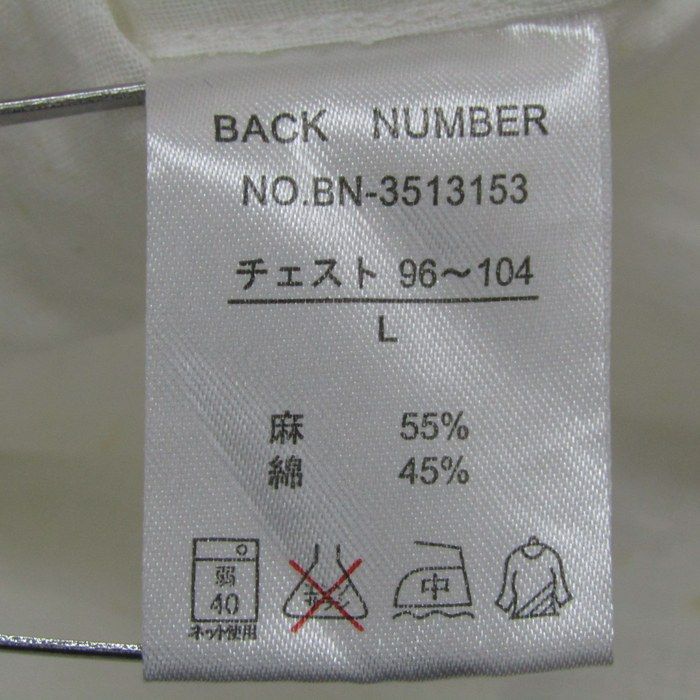 BACK NUMBER
NO.BN-3513153
チェスト 96～104
L
麻 55%
綿 45%
弱 中
40
ネット使用